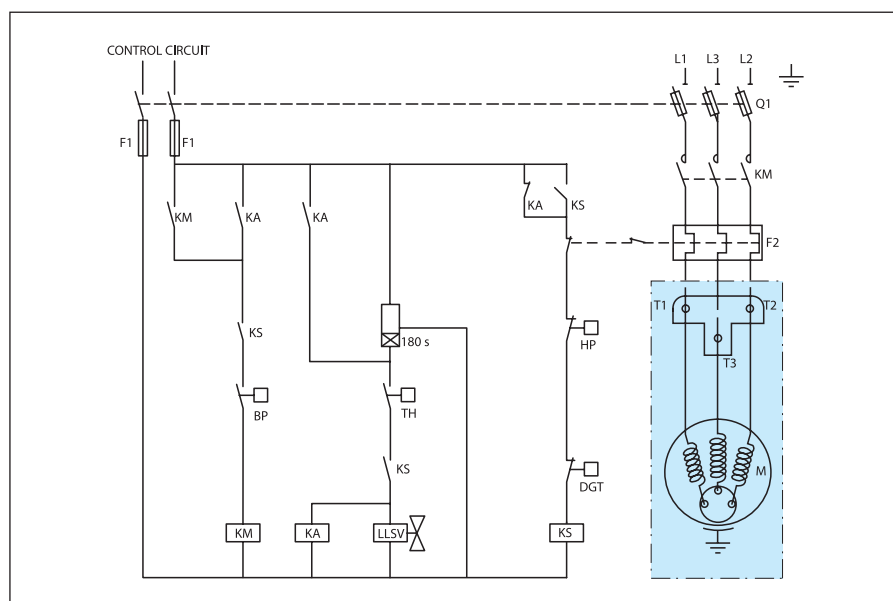 CONTROL CIRCUIT
L1 L3 L2
Q1
F1 F1
KM
KA KS
KM KA KA
F2
T1 T2
180 s
HP
T3
KS
BP
TH
KS
DGT
M
KM KA LLSV KS